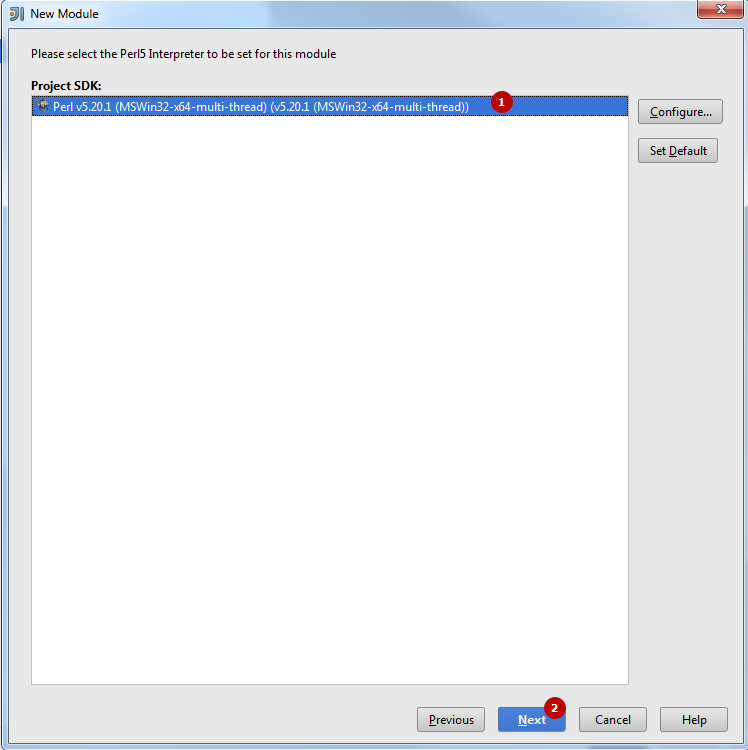 New Module
Please select the Perl5 Interpreter to be set for this module
Project SDK:
Perl v5.20.1 (MSWin32-x64-multi-thread) (v5.20.1 (MSWin32-x64-multi-thread))
1
Configure...
Set Default
Previous
Next
2
Cancel
Help